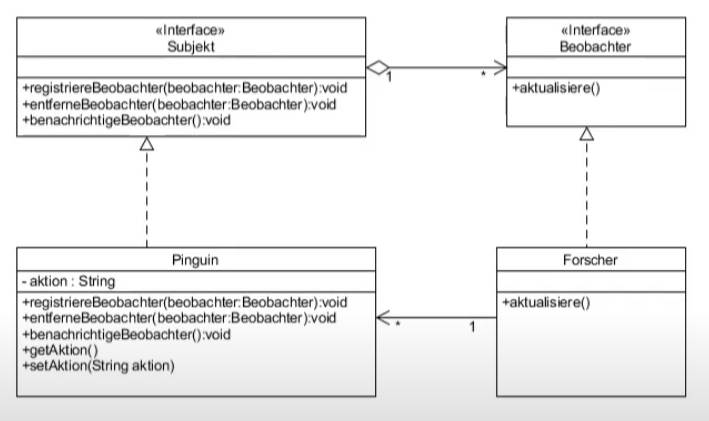 «Interface»
Subjekt
+registriereBeobachter(beobachter:Beobachter):void
+entferneBeobachter(beobachter:Beobachter):void
+benachrichtigeBeobachter():void
1
*
«Interface»
Beobachter
+aktualisiere()
Pinguin
- aktion : String
+registriereBeobachter(beobachter:Beobachter):void
+entferneBeobachter(beobachter:Beobachter):void
+benachrichtigeBeobachter():void
+getAktion()
+setAktion(String aktion)
*
1
Forscher
+aktualisiere()